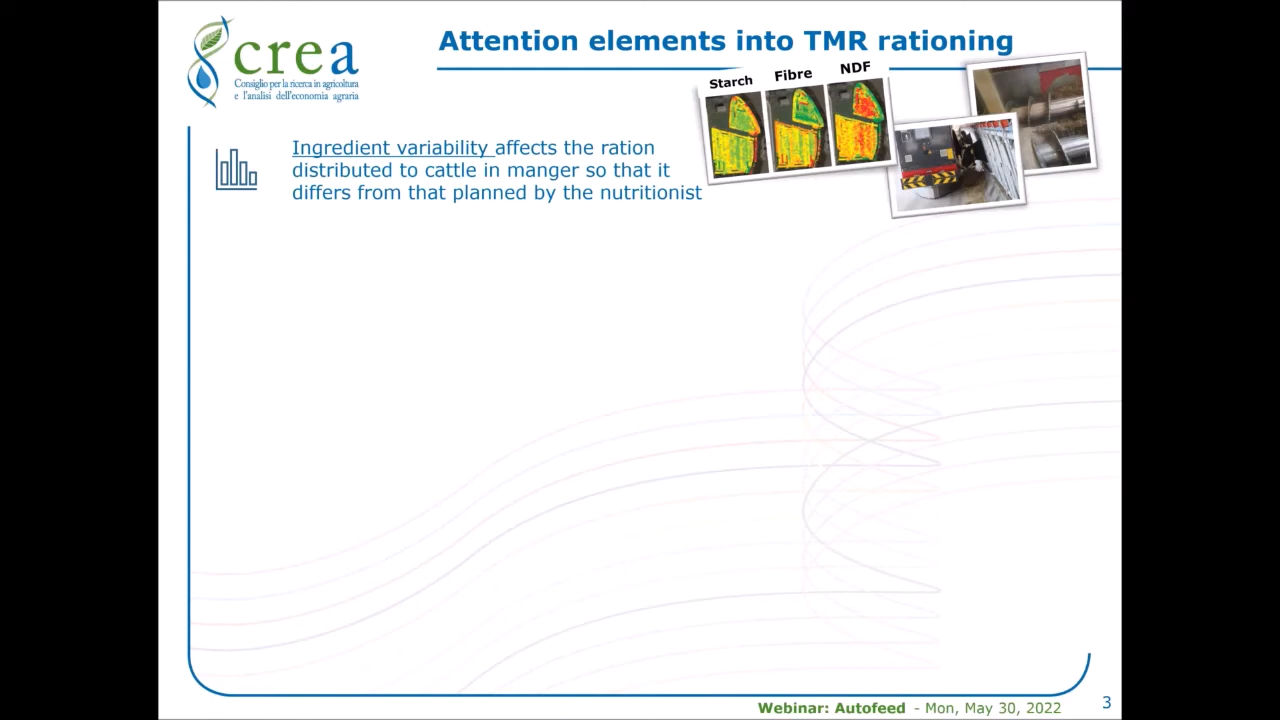 crea
Consiglio per la ricerca in agricoltura
e l'analisi dell'economia agraria
Attention elements into TMR rationing
Starch Fibre NDF
Ingredient variability affects the ration
distributed to cattle in manger so that it
differs from that planned by the nutritionist
Webinar: Autofeed - Mon, May 30, 2022
3